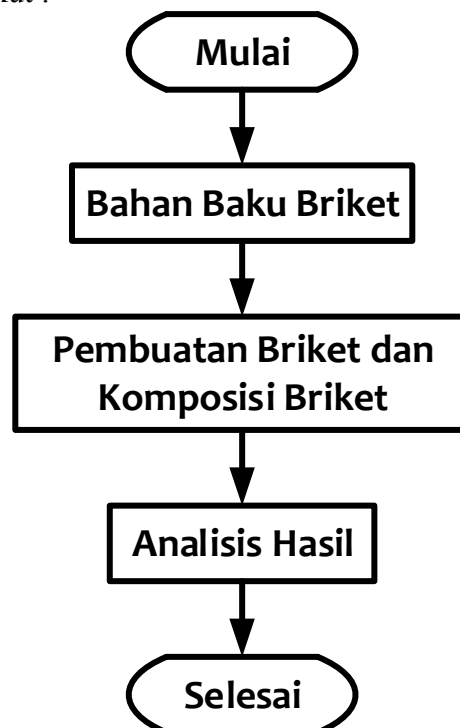 Mulai
Bahan Baku Briket
Pembuatan Briket dan
Komposisi Briket
Analisis Hasil
Selesai